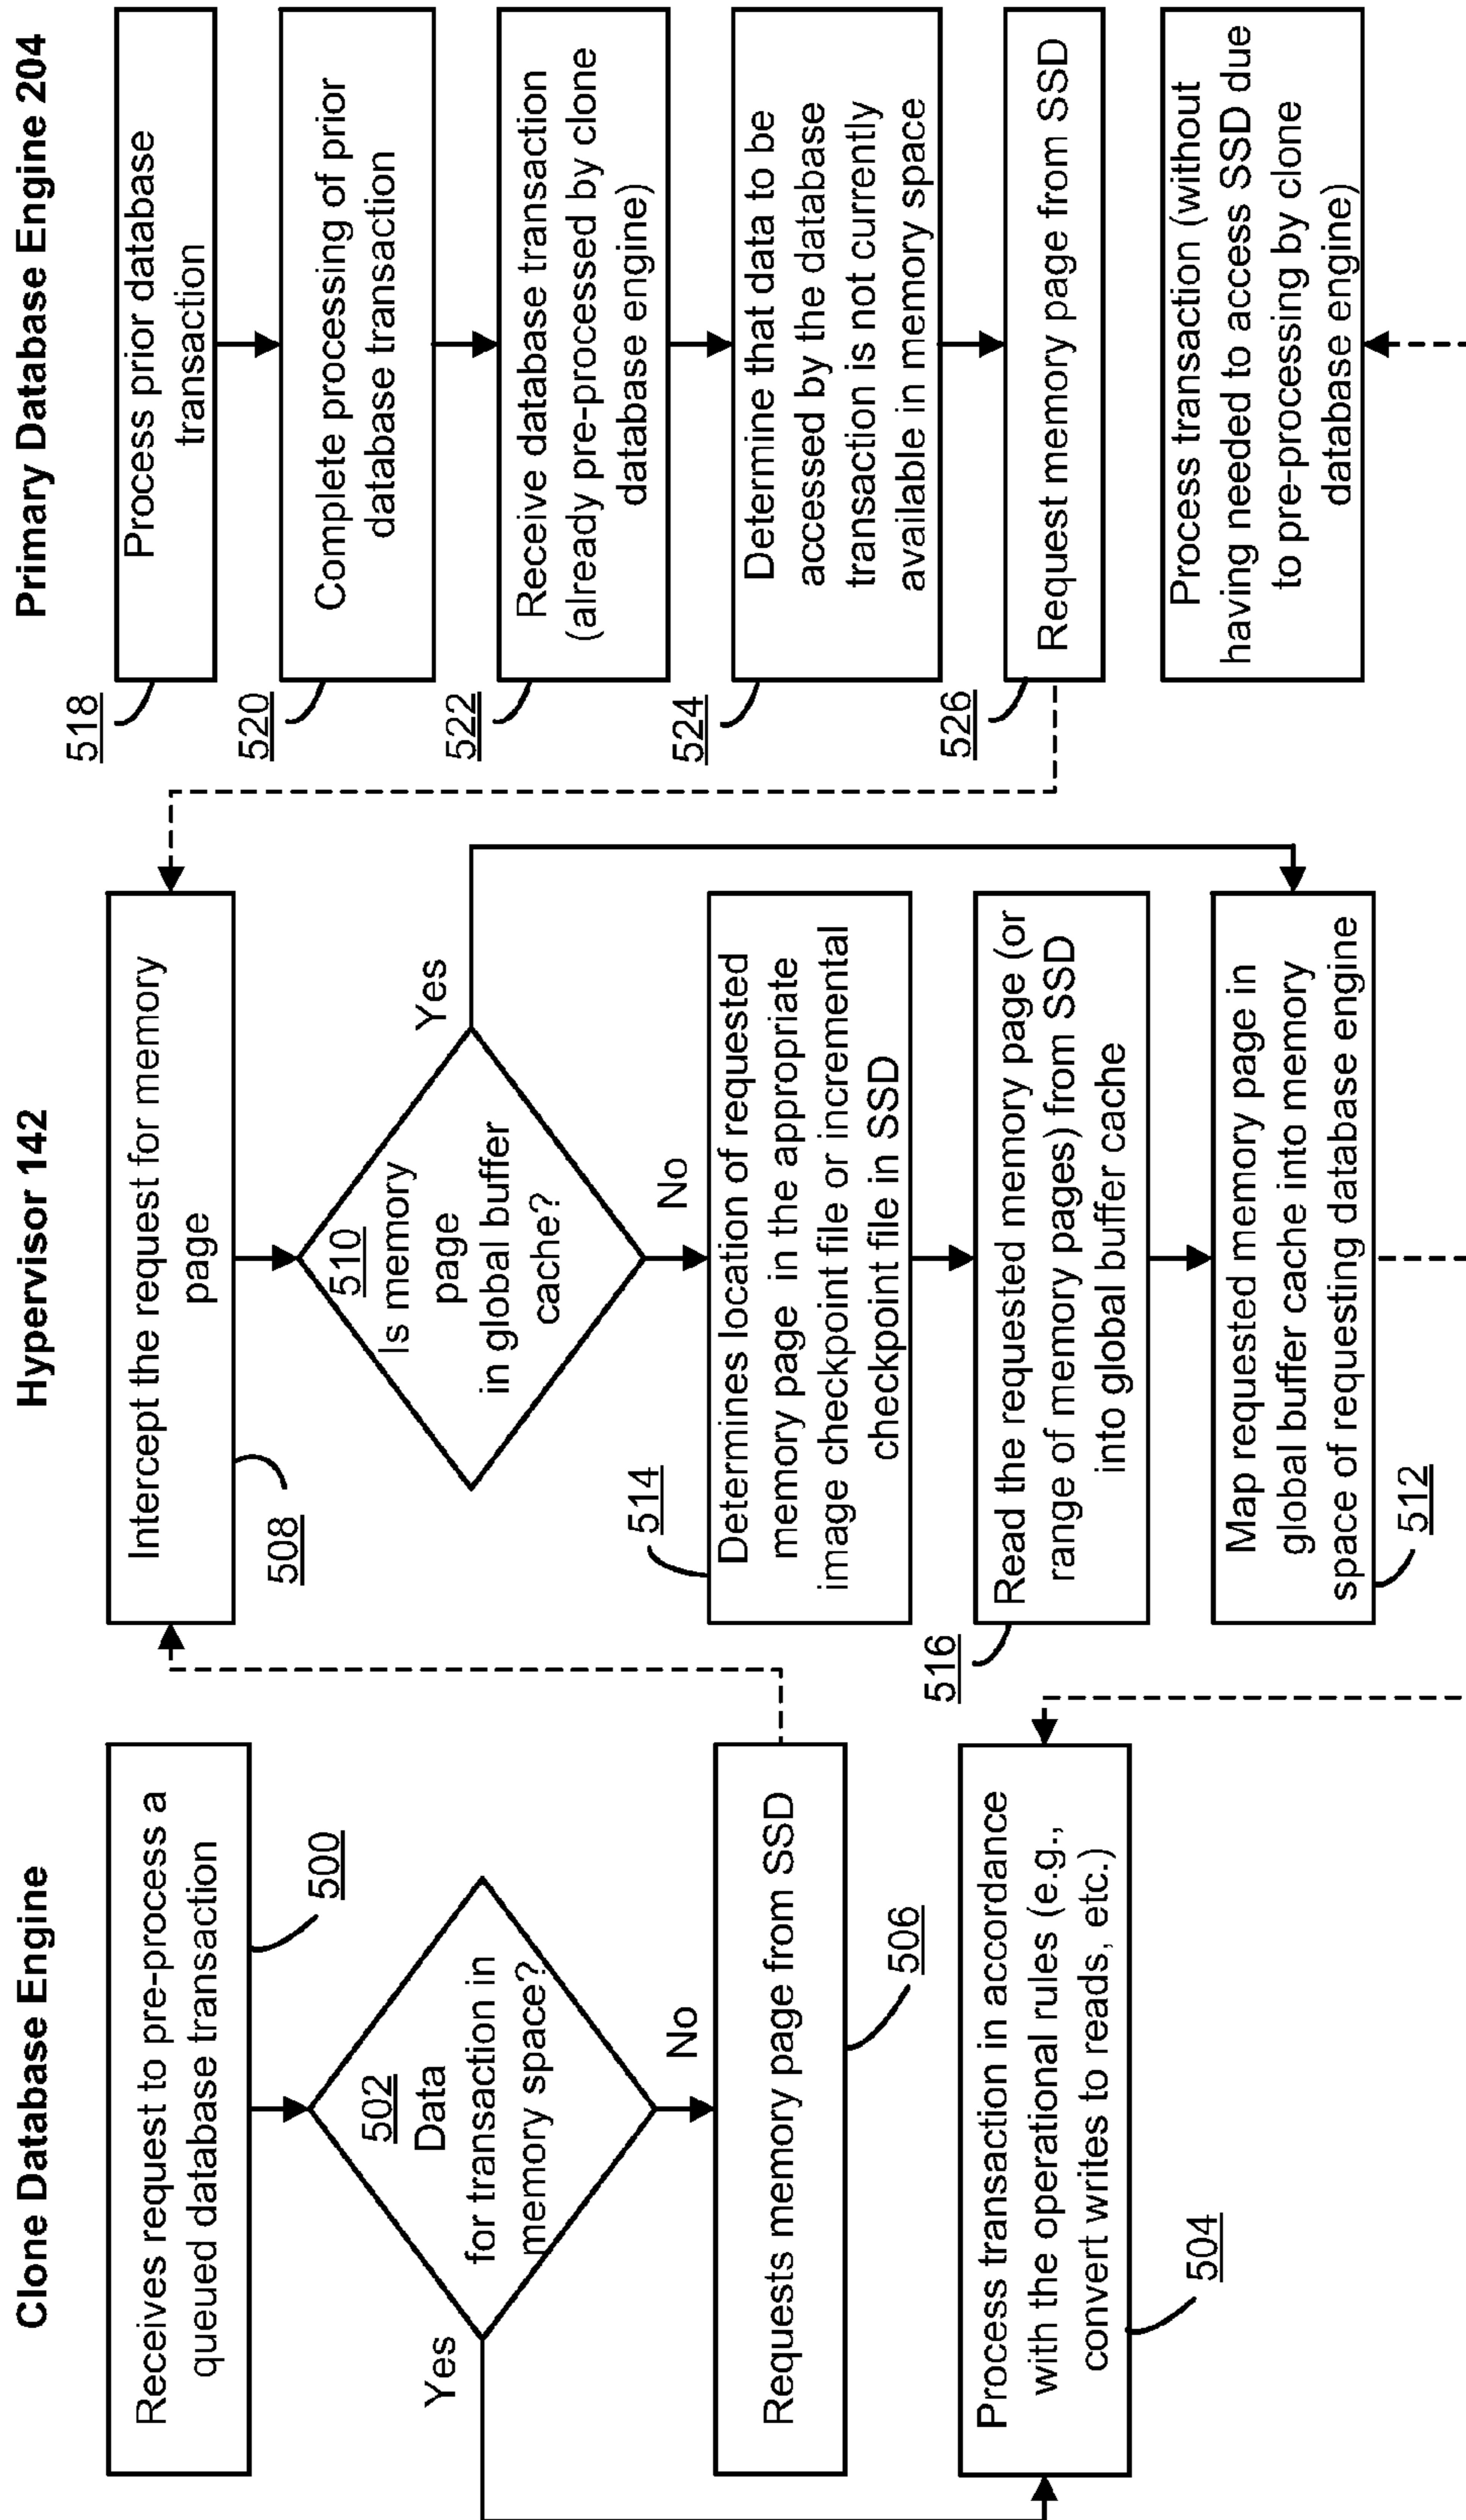 Clone Database Engine
Receives request to pre-process a
queued database transaction
500
502
Data
for transaction in
memory space?
Yes
No
Requests memory page from SSD
506
Process transaction in accordance
with the operational rules (e.g.,
convert writes to reads, etc.)
504
Hypervisor 142
Intercept the request for memory
page
508
510
Is memory
page
in global buffer
cache?
Yes
No
514
Determines location of requested
memory page in the appropriate
image checkpoint file or incremental
checkpoint file in SSD
516
Read the requested memory page (or
range of memory pages) from SSD
into global buffer cache
Map requested memory page in
global buffer cache into memory
space of requesting database engine
512
Primary Database Engine 204
518
Process prior database
transaction
520
Complete processing of prior
database transaction
522
Receive database transaction
(already pre-processed by clone
database engine)
524
Determine that data to be
accessed by the database
transaction is not currently
available in memory space
526
Request memory page from SSD
Process transaction (without
having needed to access SSD due
to pre-processing by clone
database engine)